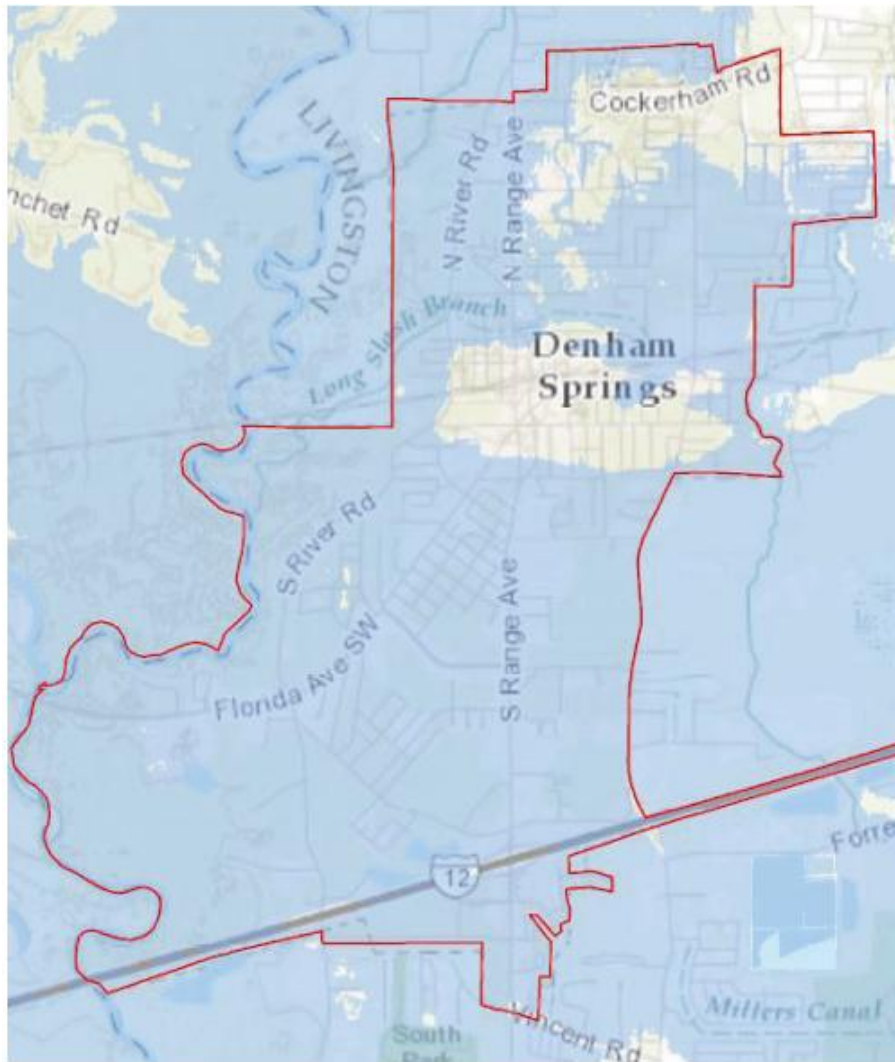 Cockerham Rd
LIVINGSTON
nchet Rd
N River Rd
N Range Ave
Long Slash Branch
Denham
Springs
S River Rd
Florida Ave SW
S Range Ave
12
Forre
Millers Canal
Vincent Rd
South
Park